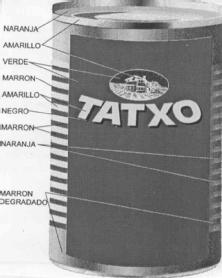 NARANJA
AMARILLO
VERDE
MARRON
AMARILLO
NEGRO
MARRON
NARANJA
MARRON
DEGRADADO
TATXO